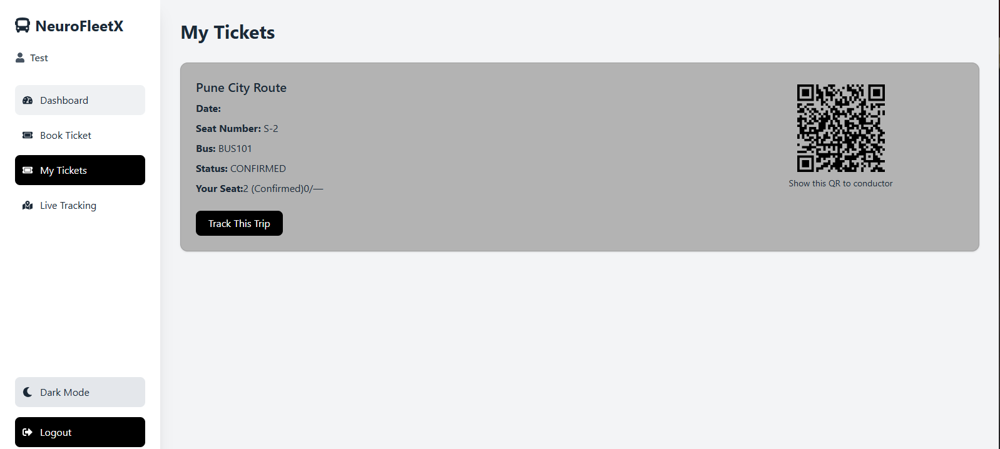 NeuroFleetX
Test
Dashboard
Book Ticket
My Tickets
Live Tracking
Dark Mode
Logout
My Tickets
Pune City Route
Date:
Seat Number: S-2
Bus: BUS101
Status: CONFIRMED
Your Seat:2 (Confirmed)0/—
Track This Trip
Show this QR to conductor